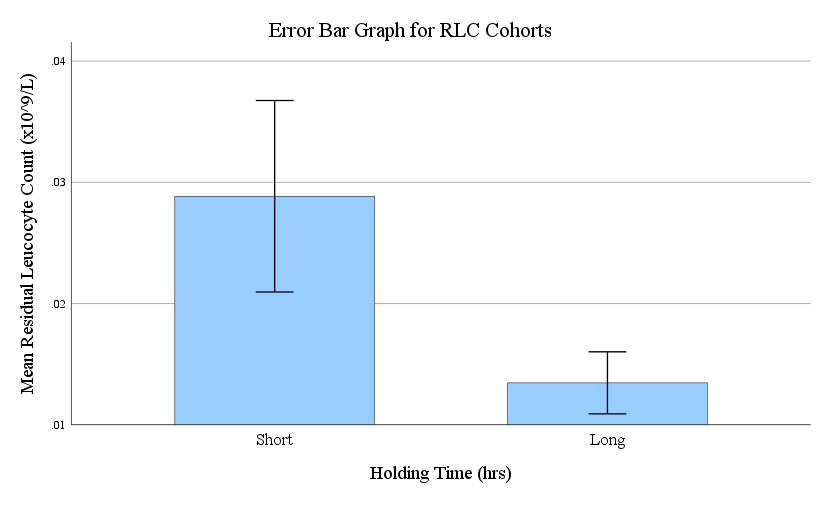 Error Bar Graph for RLC Cohorts
Mean Residual Leucocyte Count (x10^9/L)
.04
.03
.02
.01
Short
Long
Holding Time (hrs)